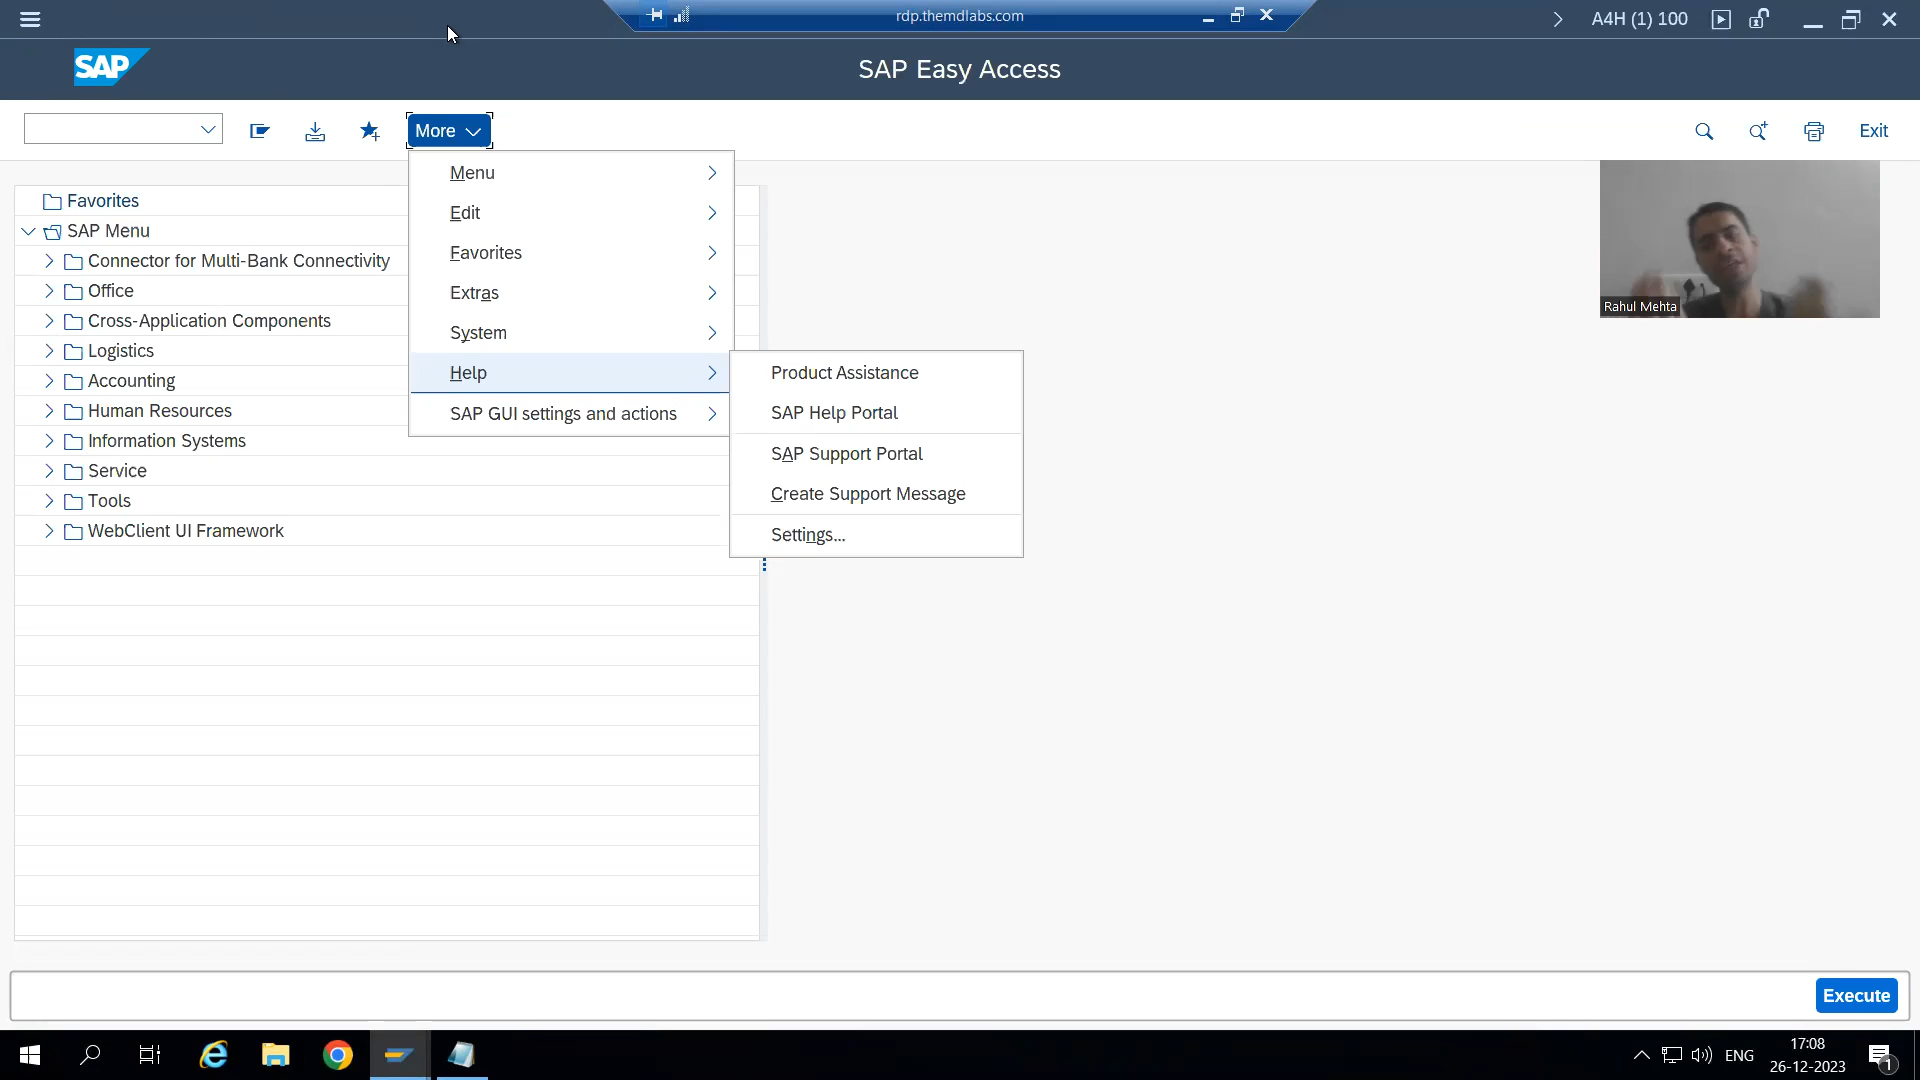 rdp.themdlabs.com
A4H (1) 100
SAP
SAP Easy Access
More
Exit
Menu
Edit
Favorites
Extras
System
Help
SAP GUI settings and actions
Product Assistance
SAP Help Portal
SAP Support Portal
Create Support Message
Settings...
Favorites
SAP Menu
Connector for Multi-Bank Connectivity
Office
Cross-Application Components
Logistics
Accounting
Human Resources
Information Systems
Service
Tools
WebClient UI Framework
Rahul Mehta
Execute
ENG
17:08
26-12-2023
1